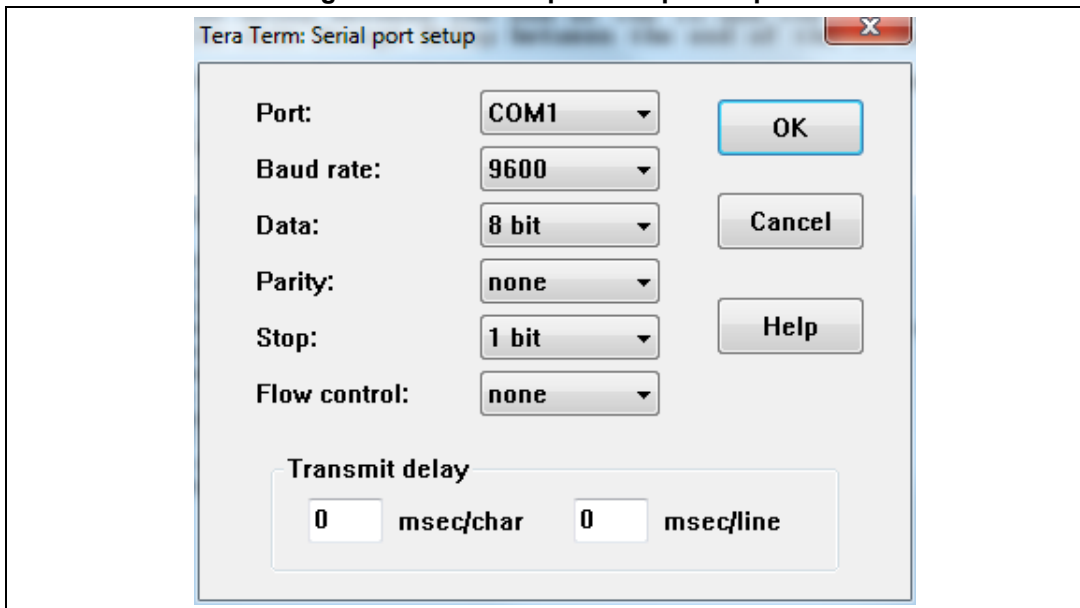 Tera Term: Serial port setup
Port: COM1
OK
Baud rate: 9600
Data: 8 bit
Cancel
Parity: none
Stop: 1 bit
Help
Flow control: none
Transmit delay
0 msec/char 0 msec/line